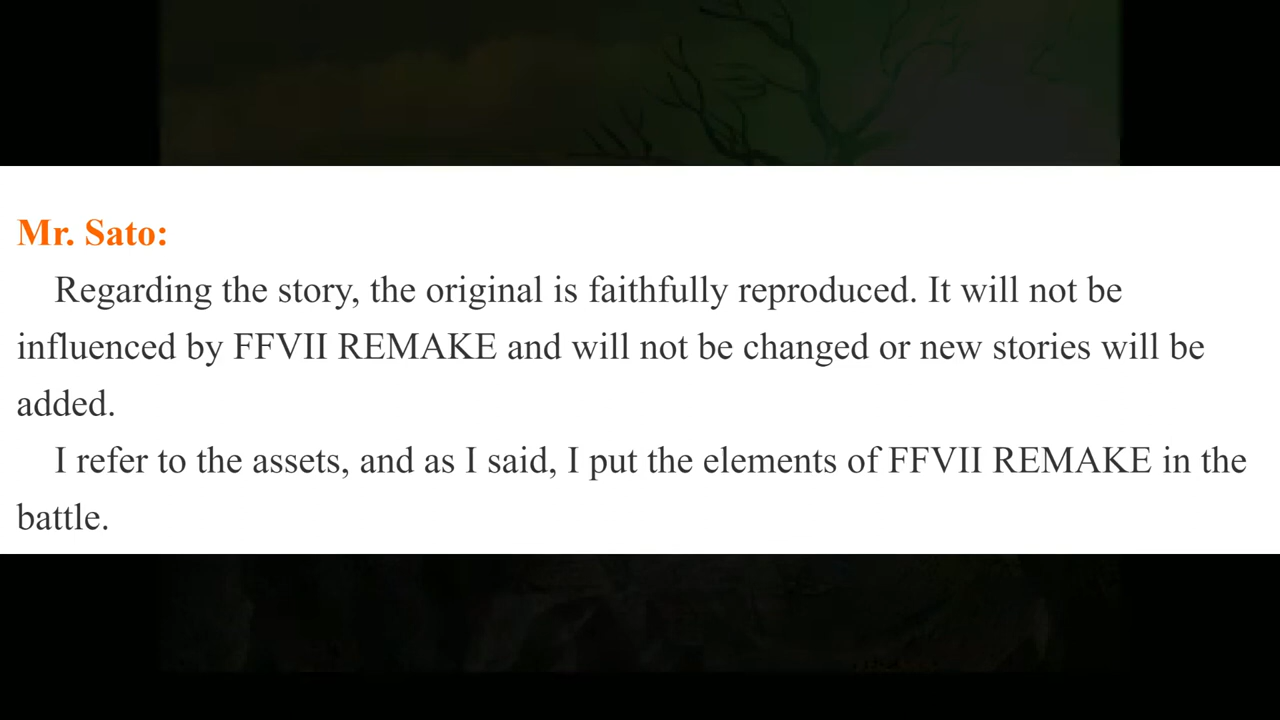 Mr. Sato:
Regarding the story, the original is faithfully reproduced. It will not be
influenced by FFVII REMAKE and will not be changed or new stories will be
added.
I refer to the assets, and as I said, I put the elements of FFVII REMAKE in the
battle.